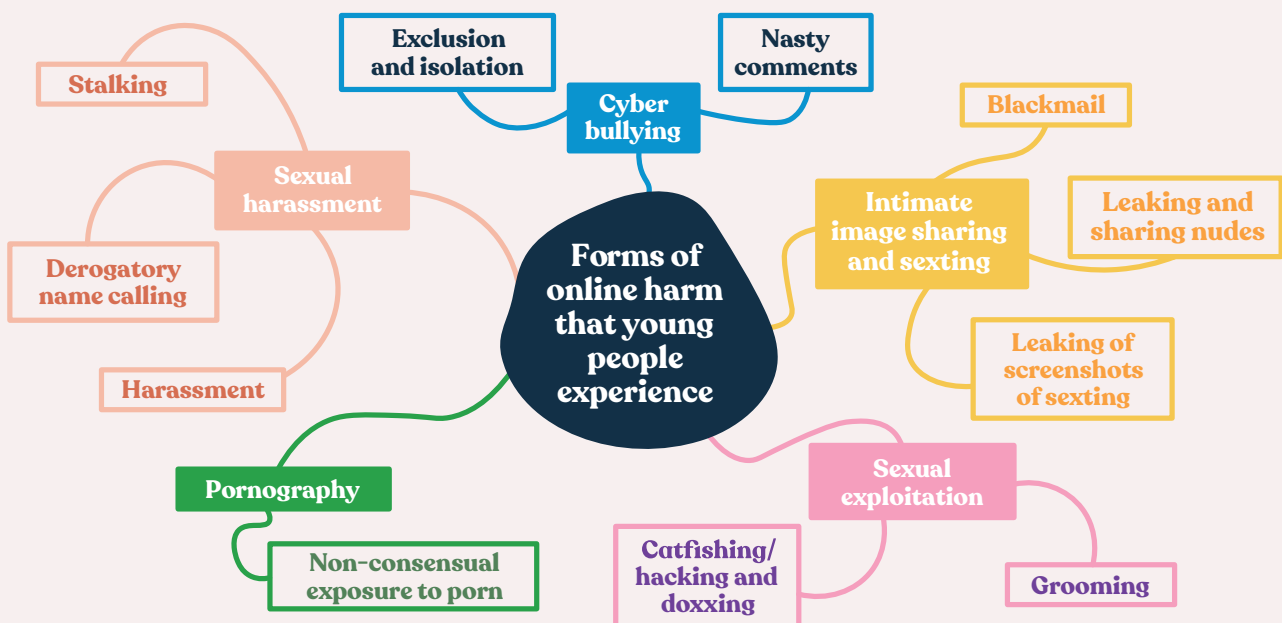 Exclusion
and isolation
Nasty
comments
Cyber
bullying
Stalking
Sexual
harassment
Derogatory
name calling
Harassment
Blackmail
Intimate
image sharing
and sexting
Leaking and
sharing nudes
Leaking of
screenshots
of sexting
Forms of
online harm
that young
people
experience
Pornography
Non-consensual
exposure to porn
Sexual
exploitation
Catfishing/
hacking and
doxxing
Grooming